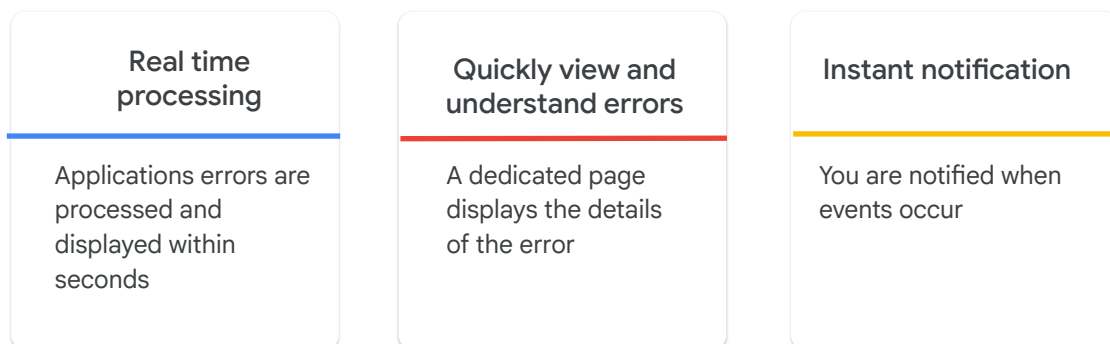 Real time
processing
Applications errors are
processed and
displayed within
seconds
Quickly view and
understand errors
A dedicated page
displays the details
of the error
Instant notification
You are notified when
events occur